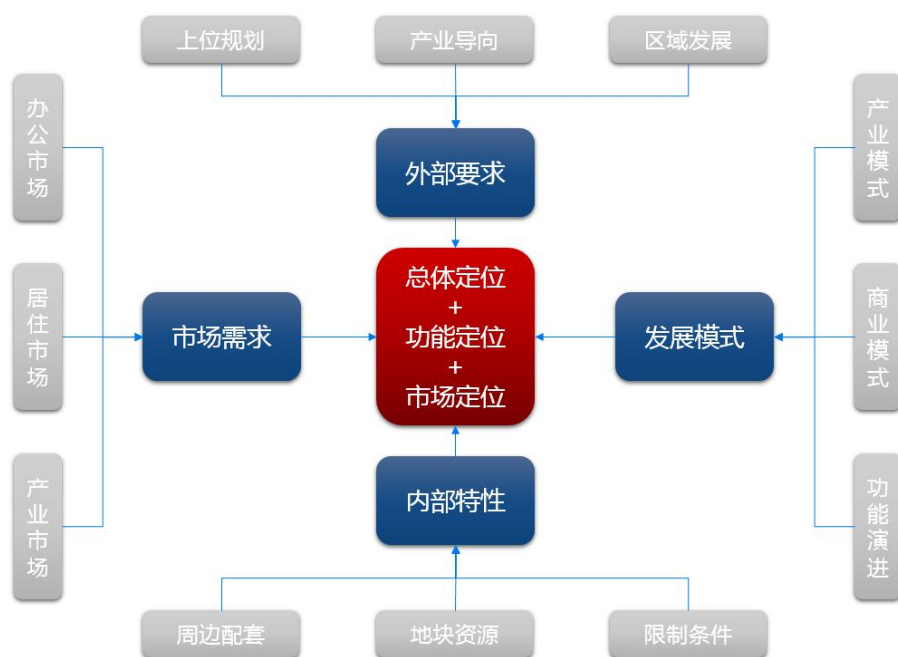 上位规划
产业导向
区域发展
办公市场
产业模式
外部要求
总体定位
+
功能定位
+
市场定位
居住市场
市场需求
发展模式
商业模式
内部特性
产业市场
功能演进
周边配套
地块资源
限制条件